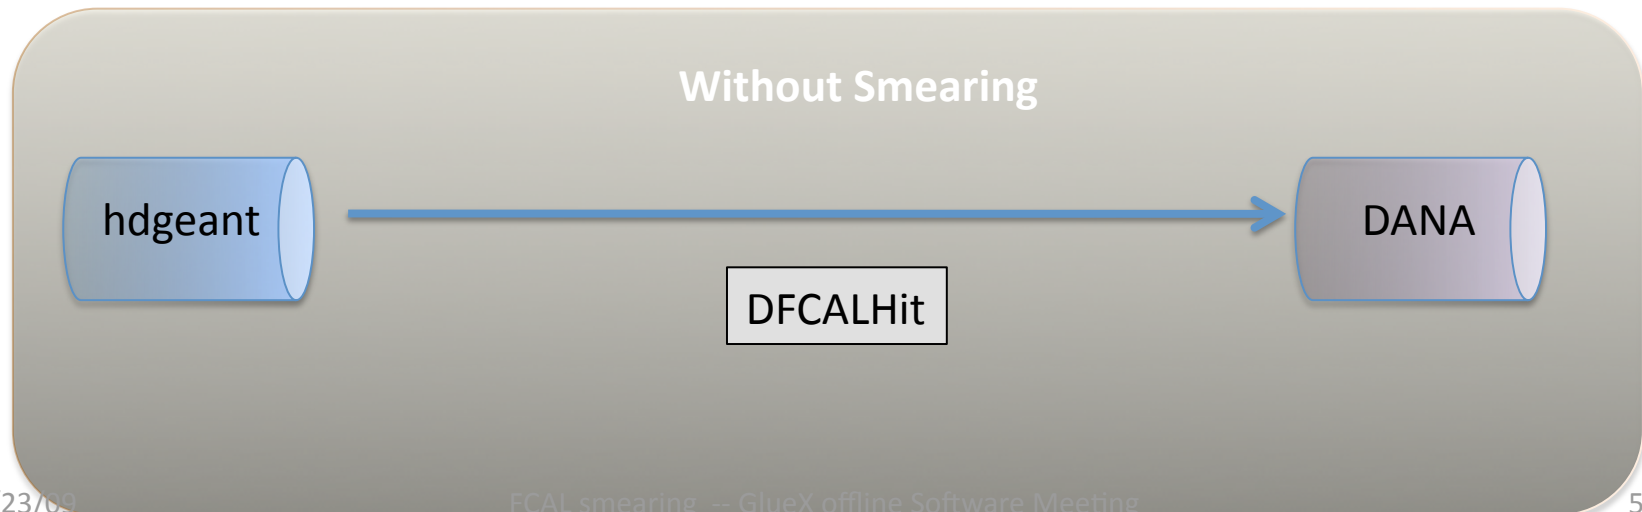 Without Smearing
hdgeant
DANA
DFCALHit
23/09 FCAL smearing -- GlueX offline Software Meeting 5